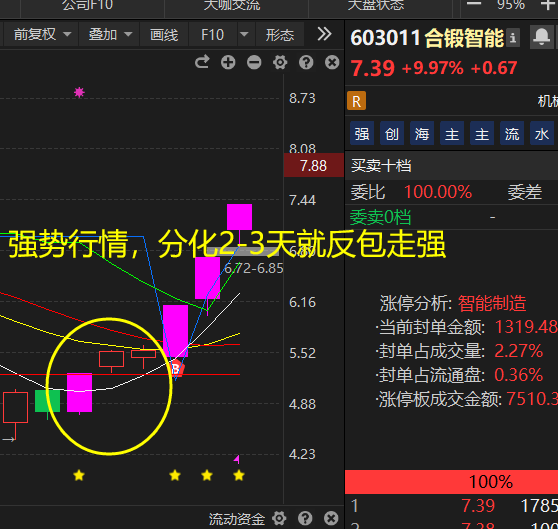 公司F10 大咖交流 大盘状态 95%
前复权 叠加 画线 F10 形态
603011 合锻智能
7.39 +9.97% +0.67
8.73
R
强 创 海 主 主 流 水
8.08
7.88
买卖十档
7.44
委比 100.00% 委差
委卖0档 -
强势行情，分化2-3天就反包走强
6.72-6.85
6.16
涨停分析: 智能制造
·当前封单金额: 1319.48
5.52
·封单占成交量: 2.27%
·封单占流通盘: 0.36%
B
4.88
·涨停板成交金额: 7510.3
4.23
100%
1 7.39 1785
流动资金
2 7.38 100